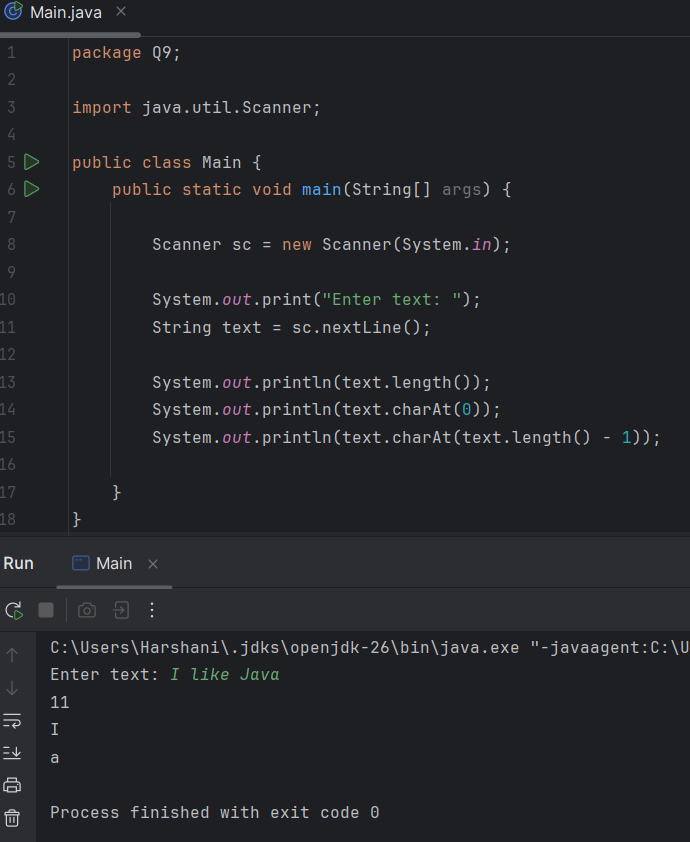 Main.java
1 package Q9;
2
3 import java.util.Scanner;
4
5 public class Main {
6     public static void main(String[] args) {
7
8         Scanner sc = new Scanner(System.in);
9
10         System.out.print("Enter text: ");
11         String text = sc.nextLine();
12
13         System.out.println(text.length());
14         System.out.println(text.charAt(0));
15         System.out.println(text.charAt(text.length() - 1));
16
17     }
18 }
Run Main
C:\Users\Harshani\.jdks\openjdk-26\bin\java.exe "-javaagent:C:\U
Enter text: I like Java
11
I
a
Process finished with exit code 0